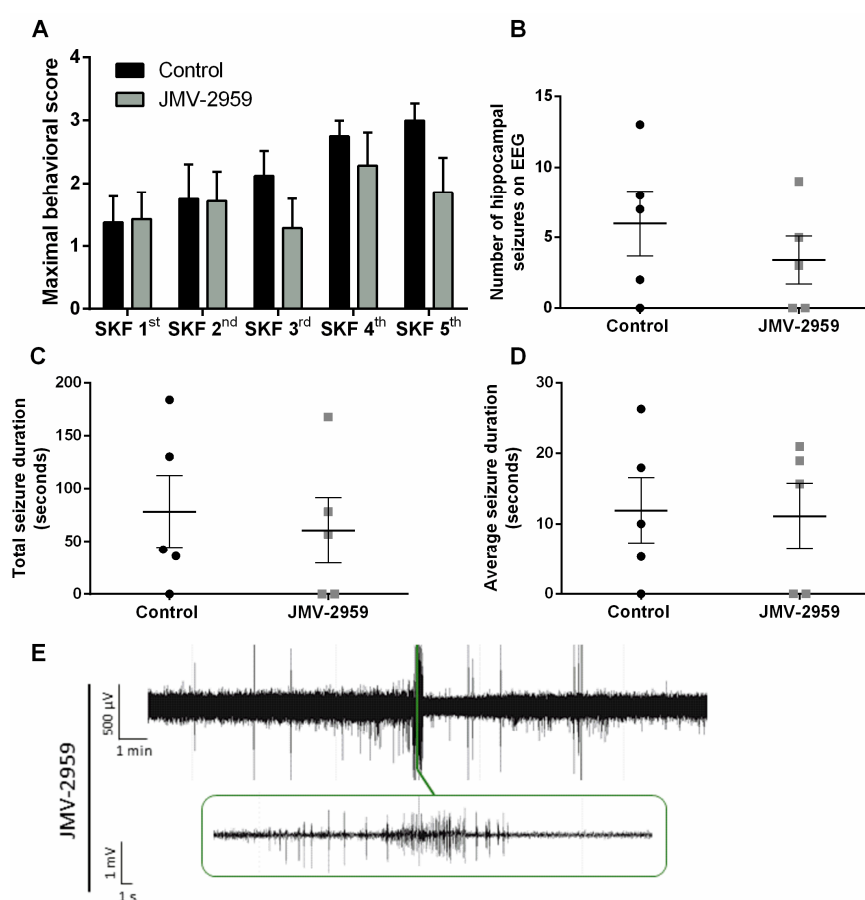 A
Maximal behavioral score
4
3
2
1
0
Control
JMV-2959
SKF 1st
SKF 2nd
SKF 3rd
SKF 4th
SKF 5th
B
Number of hippocampal
seizures on EEG
15
10
5
0
Control
JMV-2959
C
Total seizure duration
(seconds)
200
150
100
50
0
Control
JMV-2959
D
Average seizure duration
(seconds)
30
20
10
0
Control
JMV-2959
E
JMV-2959
500 µV
1 min
1 mV
1 s